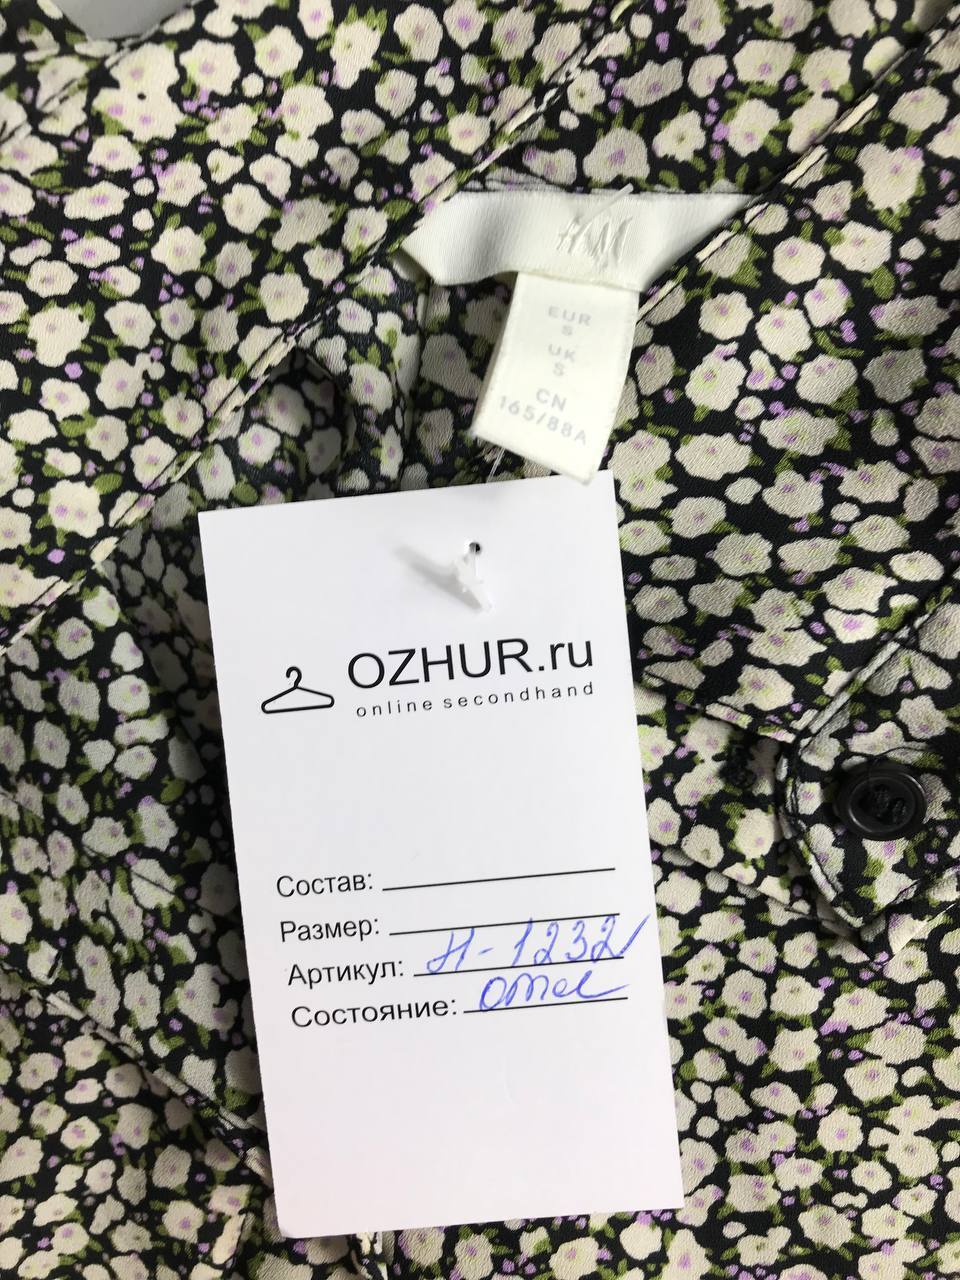 H&M
EUR
S
UK
S
CN
165/88A
OZHUR.ru
online secondhand
Состав:
Размер:
Артикул: Н-1232
Состояние: отл